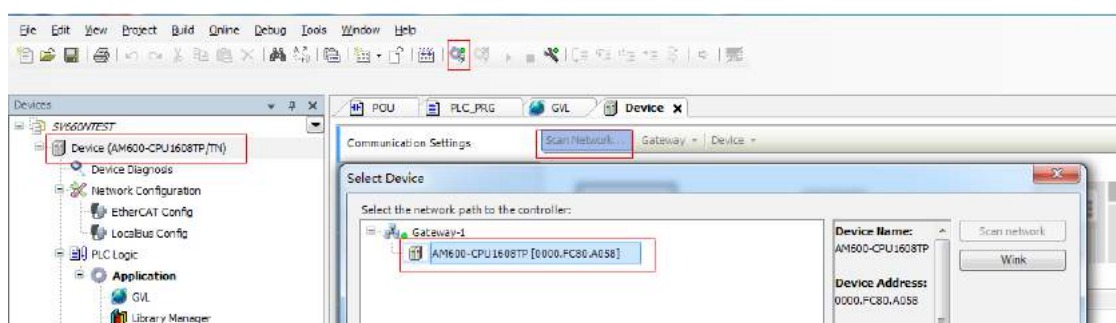 File Edit View Project Build Online Debug Tools Window Help
Devices
SV660NTEST
Device (AM600-CPU1608TP/TN)
Device Diagnosis
Network Configuration
EtherCAT Config
LocalBus Config
PLC Logic
Application
GVL
Library Manager
POU PLC_PRG GVL Device
Communication Settings Scan Network... Gateway Device
Select Device
Select the network path to the controller:
Gateway-1
AM600-CPU1608TP [0000.FC80.A058]
Device Name:
AM600-CPU1608TP
Device Address:
0000.FC80.A058
Scan network
Wink